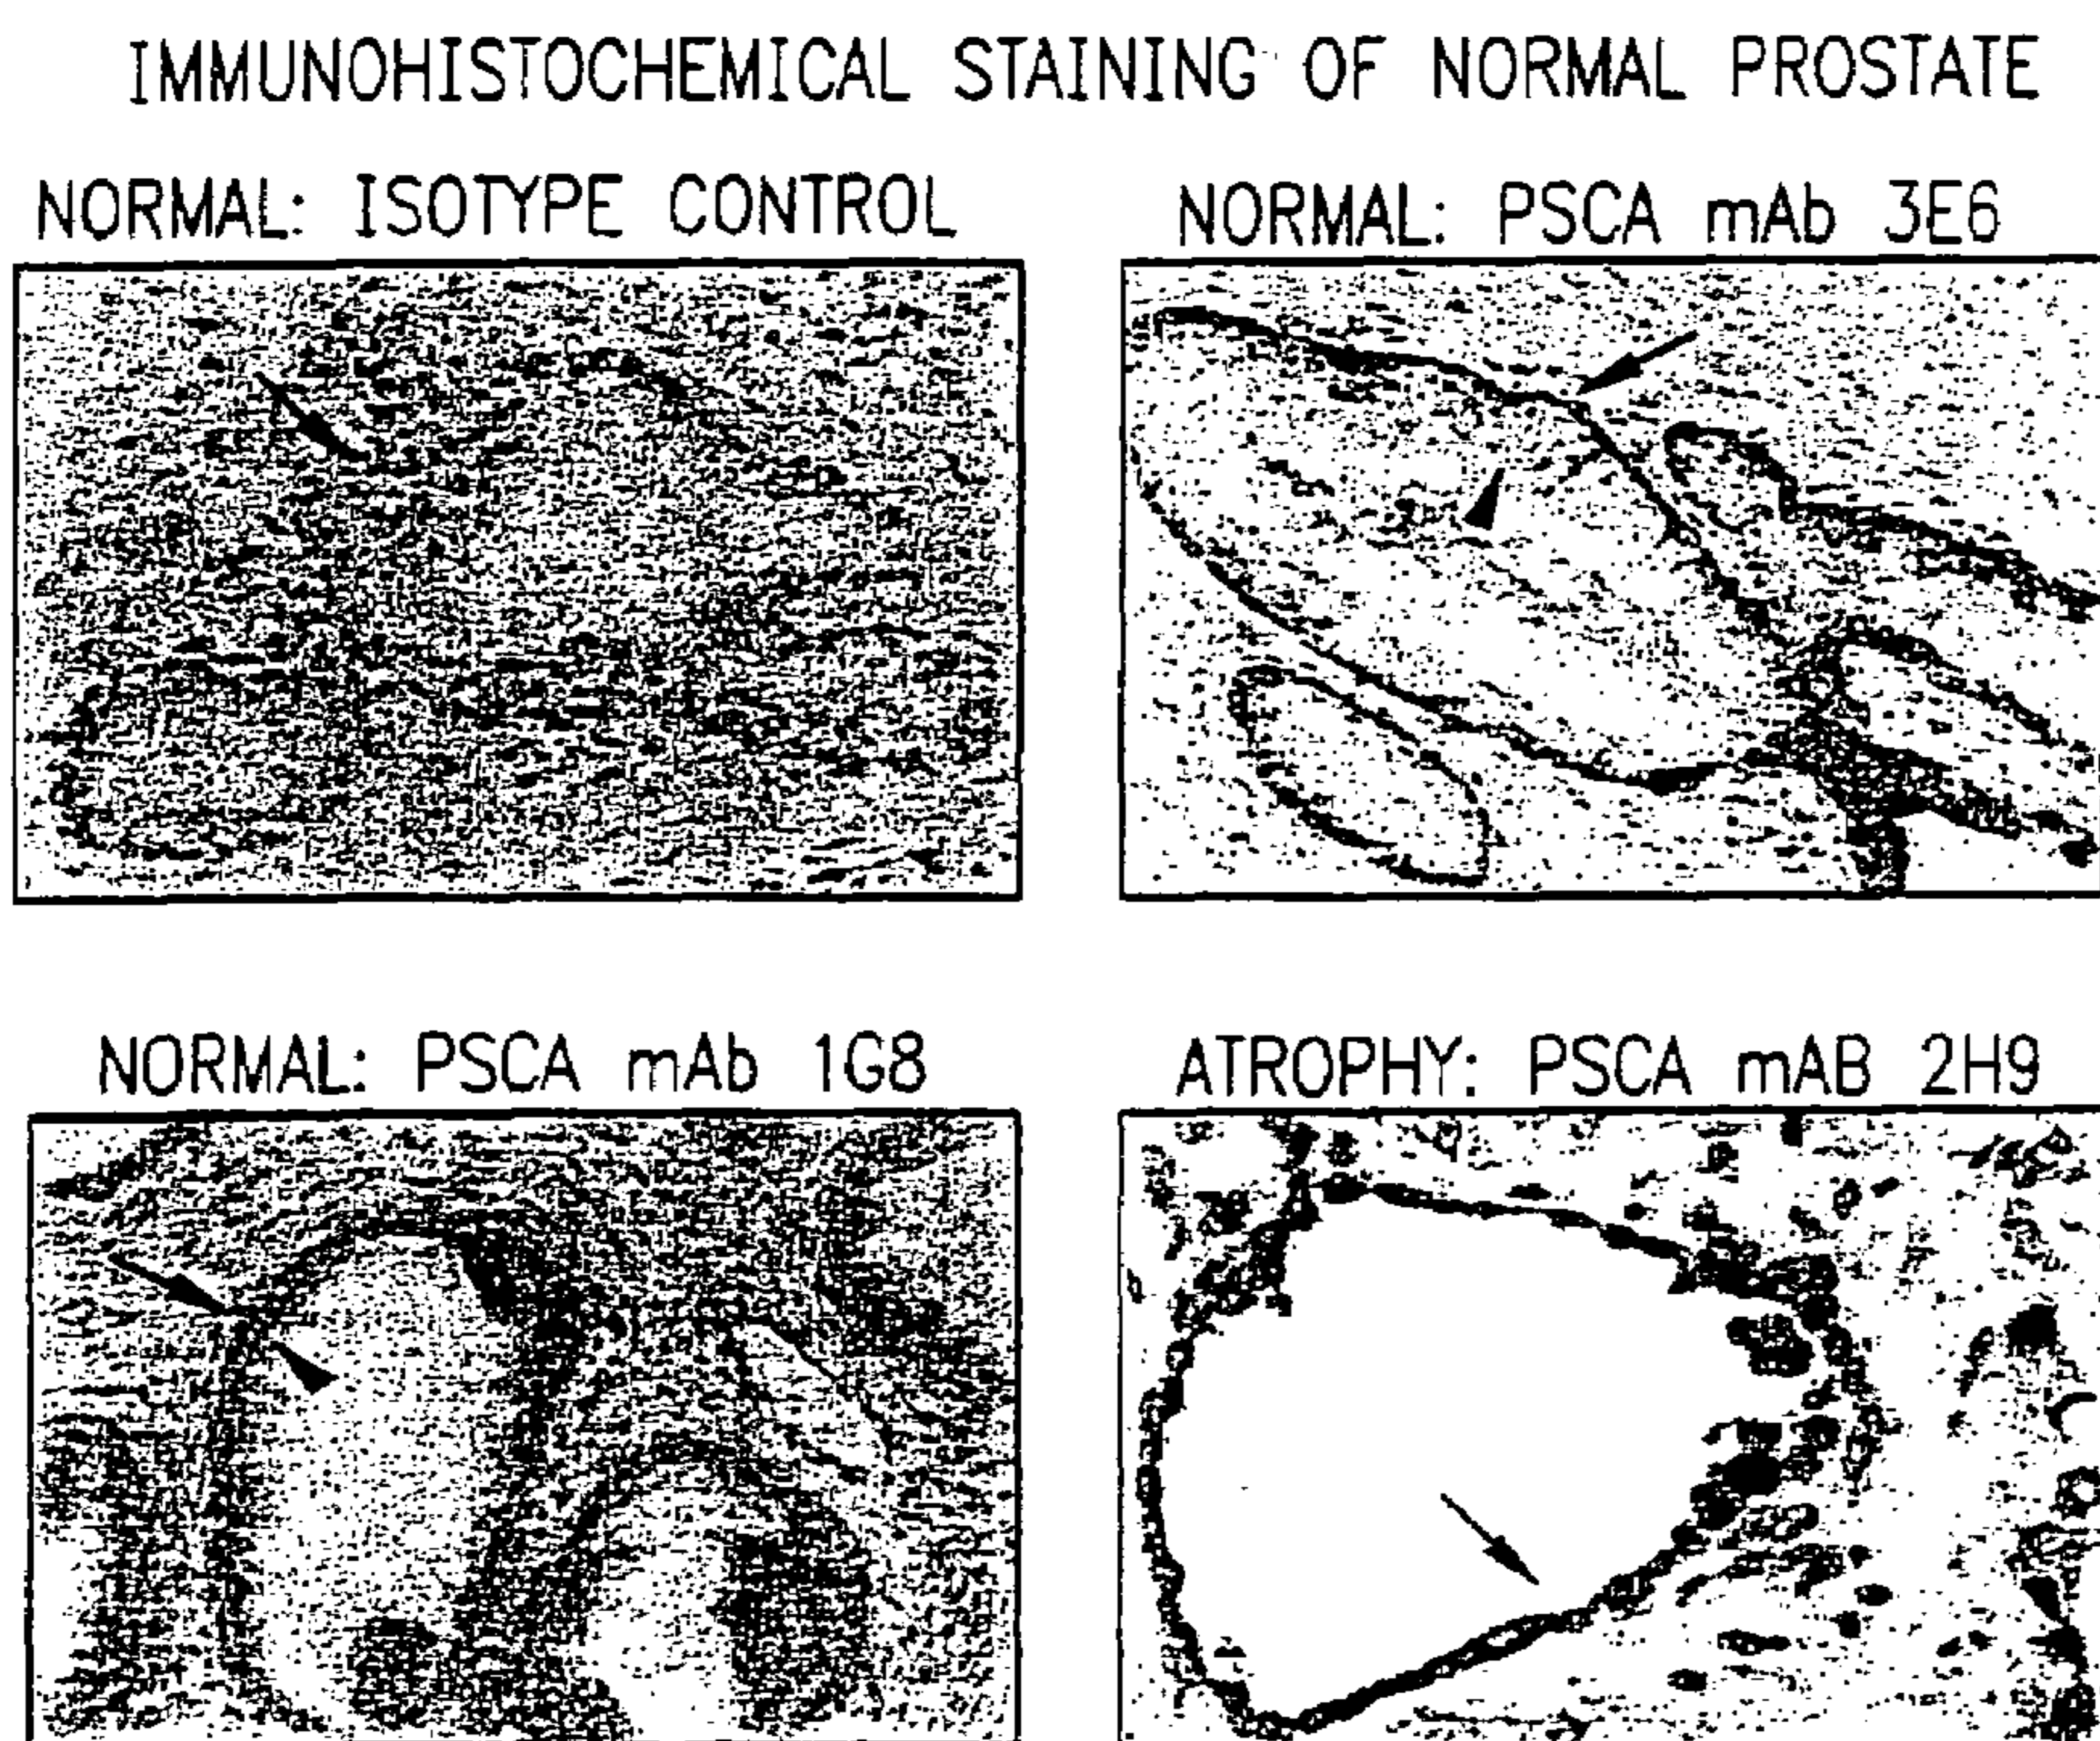 IMMUNOHISTOCHEMICAL STAINING OF NORMAL PROSTATE
NORMAL: ISOTYPE CONTROL
NORMAL: PSCA mAb 3E6
NORMAL: PSCA mAb 1G8
ATROPHY: PSCA mAB 2H9